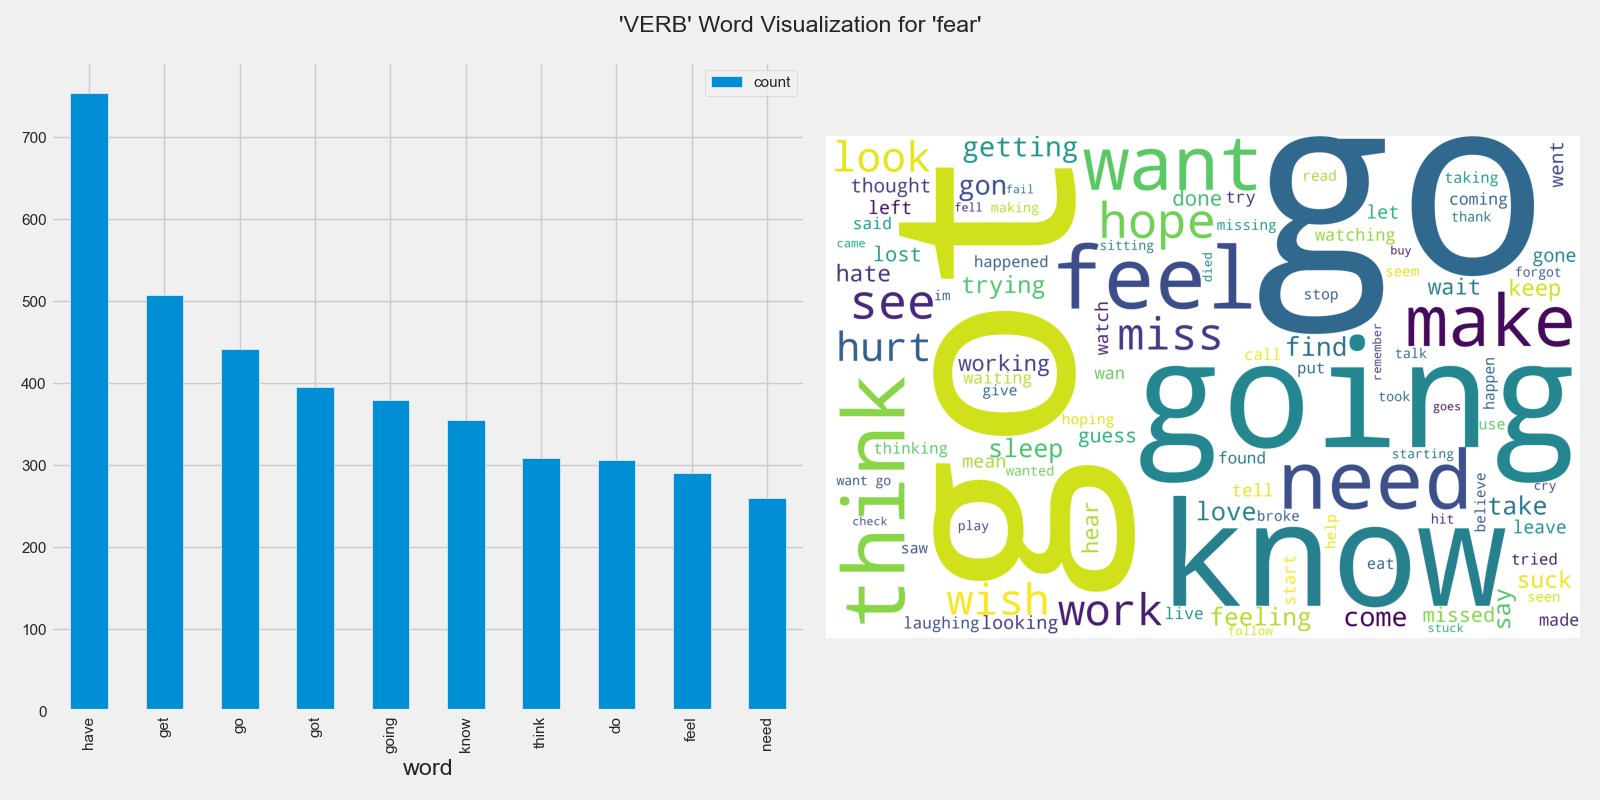 'VERB' Word Visualization for 'fear'
count
700
600
500
400
300
200
100
0
have
get
go
got
going
know
think
do
feel
need
word
look
getting
want
go
went
thought
gon
fail
read
taking
left
fell
making
done
try
coming
said
hope
missing
let
thank
came
lost
sitting
watching
buy
gone
hate
happened
feel
died
seem
forgot
see
im
trying
stop
wait
keep
got
hurt
watch
miss
find
make
remember
working
call
talk
waiting
wan
put
happen
give
going
took
goes
think
hoping
use
thinking
sleep
guess
mean
wanted
found
starting
want go
need
cry
tell
believe
check
play
hear
love
broke
help
hit
take
leave
saw
know
eat
tried
start
suck
wish
work
live
feeling
come
missed
say
seen
laughing
looking
follow
stuck
made